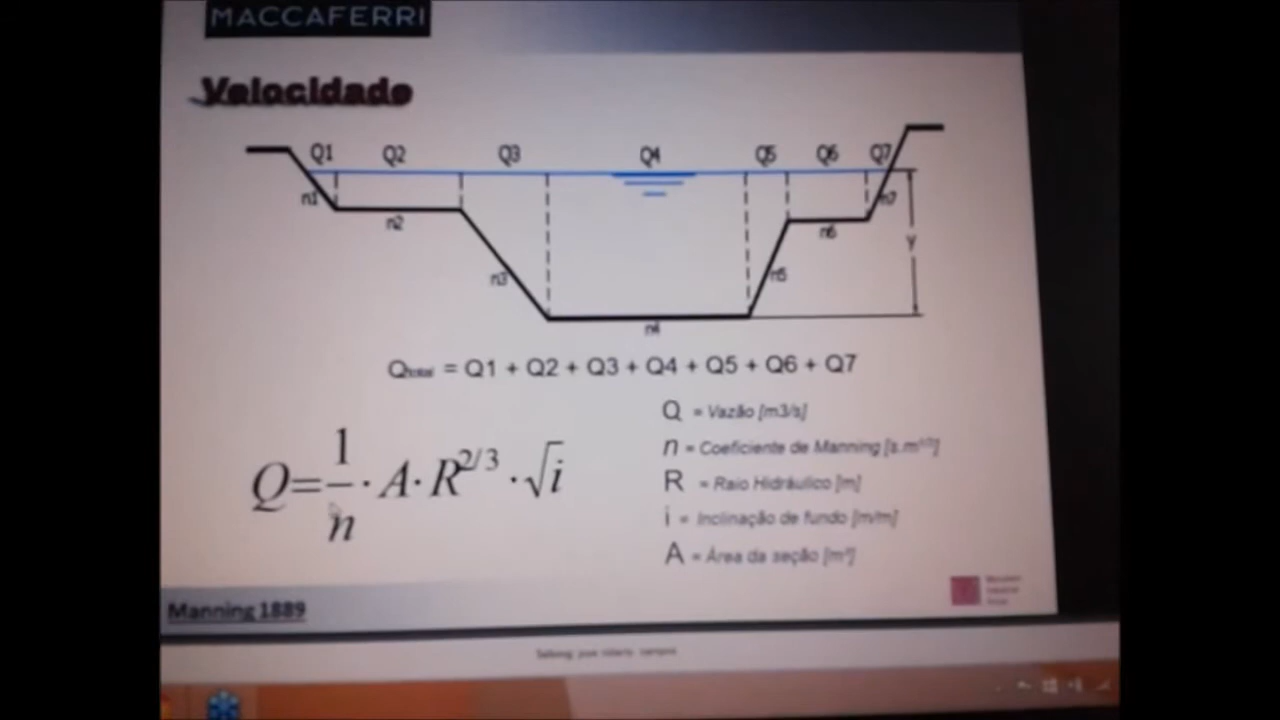 MACCAFERRI
Velocidade
Q1 Q2 Q3 Q4 Q5 Q6 Q7
n1 n2 n3 n4 n5 n6 n7
y
Qtotal = Q1 + Q2 + Q3 + Q4 + Q5 + Q6 + Q7
Q = Vazão [m3/s]
n = Coeficiente de Manning [s.m
R = Raio Hidráulico [m]
i = Inclinação de fundo [m/m]
A = Área da seção [m²]
Q=1/n·A·R^2/3·√i
Manning 1889